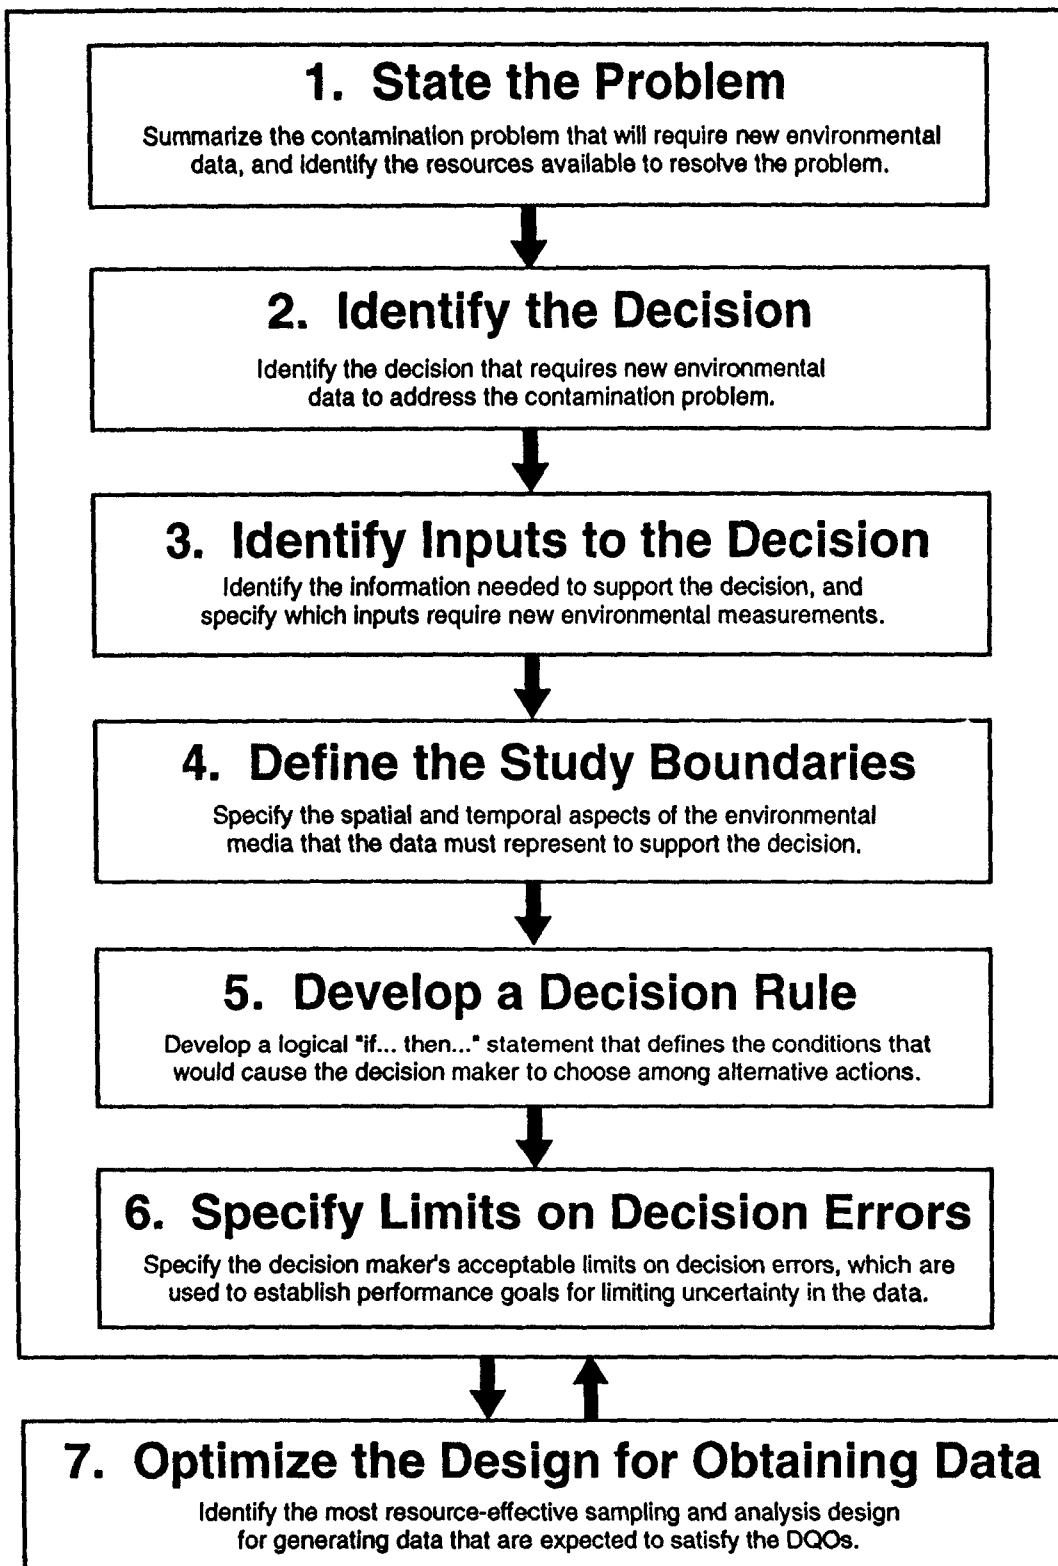 1. State the Problem
Summarize the contamination problem that will require new environmental
data, and identify the resources available to resolve the problem.
2. Identify the Decision
Identify the decision that requires new environmental
data to address the contamination problem.
3. Identify Inputs to the Decision
Identify the information needed to support the decision, and
specify which inputs require new environmental measurements.
4. Define the Study Boundaries
Specify the spatial and temporal aspects of the environmental
media that the data must represent to support the decision.
5. Develop a Decision Rule
Develop a logical "if... then..." statement that defines the conditions that
would cause the decision maker to choose among alternative actions.
6. Specify Limits on Decision Errors
Specify the decision maker's acceptable limits on decision errors, which are
used to establish performance goals for limiting uncertainty in the data.
7. Optimize the Design for Obtaining Data
Identify the most resource-effective sampling and analysis design
for generating data that are expected to satisfy the DQOs.